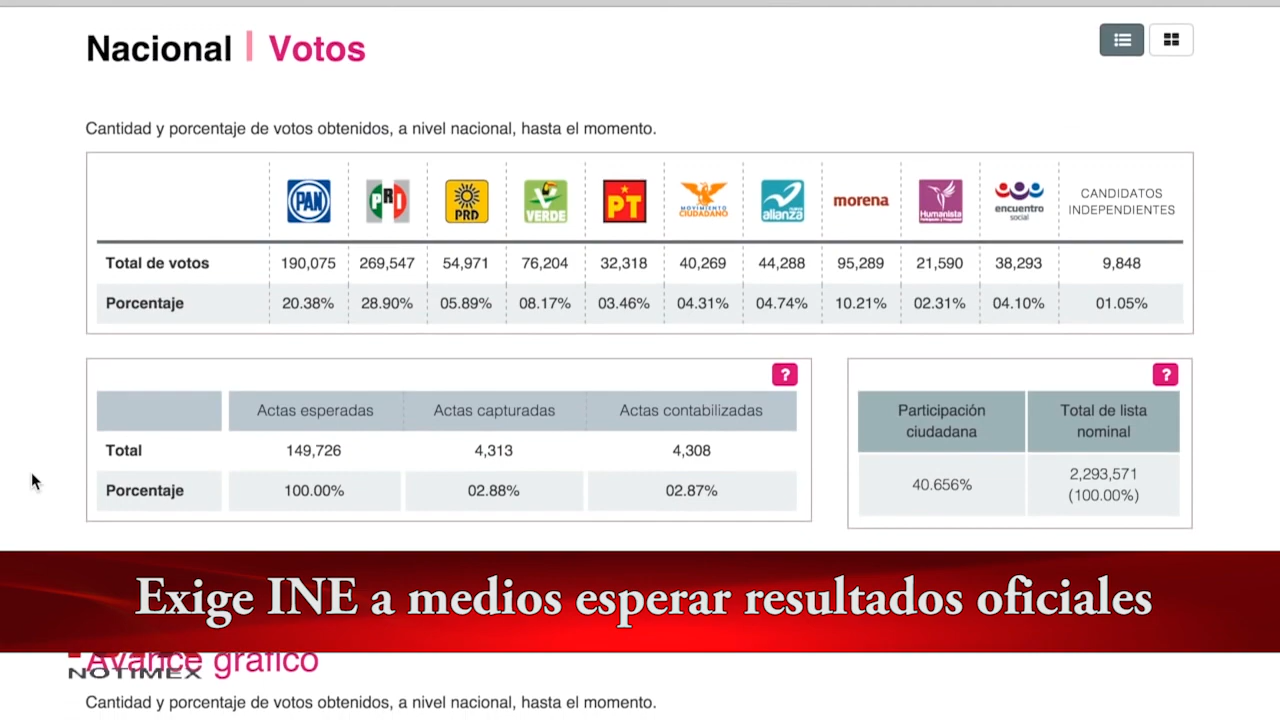 Nacional | Votos
Cantidad y porcentaje de votos obtenidos, a nivel nacional, hasta el momento.
PAN PRI PRD VERDE PT MOVIMIENTO CIUDADANO alianza morena Humanista encuentro social CANDIDATOS INDEPENDIENTES
Total de votos 190,075 269,547 54,971 76,204 32,318 40,269 44,288 95,289 21,590 38,293 9,848
Porcentaje 20.38% 28.90% 05.89% 08.17% 03.46% 04.31% 04.74% 10.21% 02.31% 04.10% 01.05%
?
Actas esperadas Actas capturadas Actas contabilizadas
Total 149,726 4,313 4,308
Porcentaje 100.00% 02.88% 02.87%
?
Participación Total de lista
ciudadana nominal
40.656% 2,293,571
(100.00%)
Exige INE a medios esperar resultados oficiales
Avance gráfico
NOTIMEX
Cantidad y porcentaje de votos obtenidos, a nivel nacional, hasta el momento.